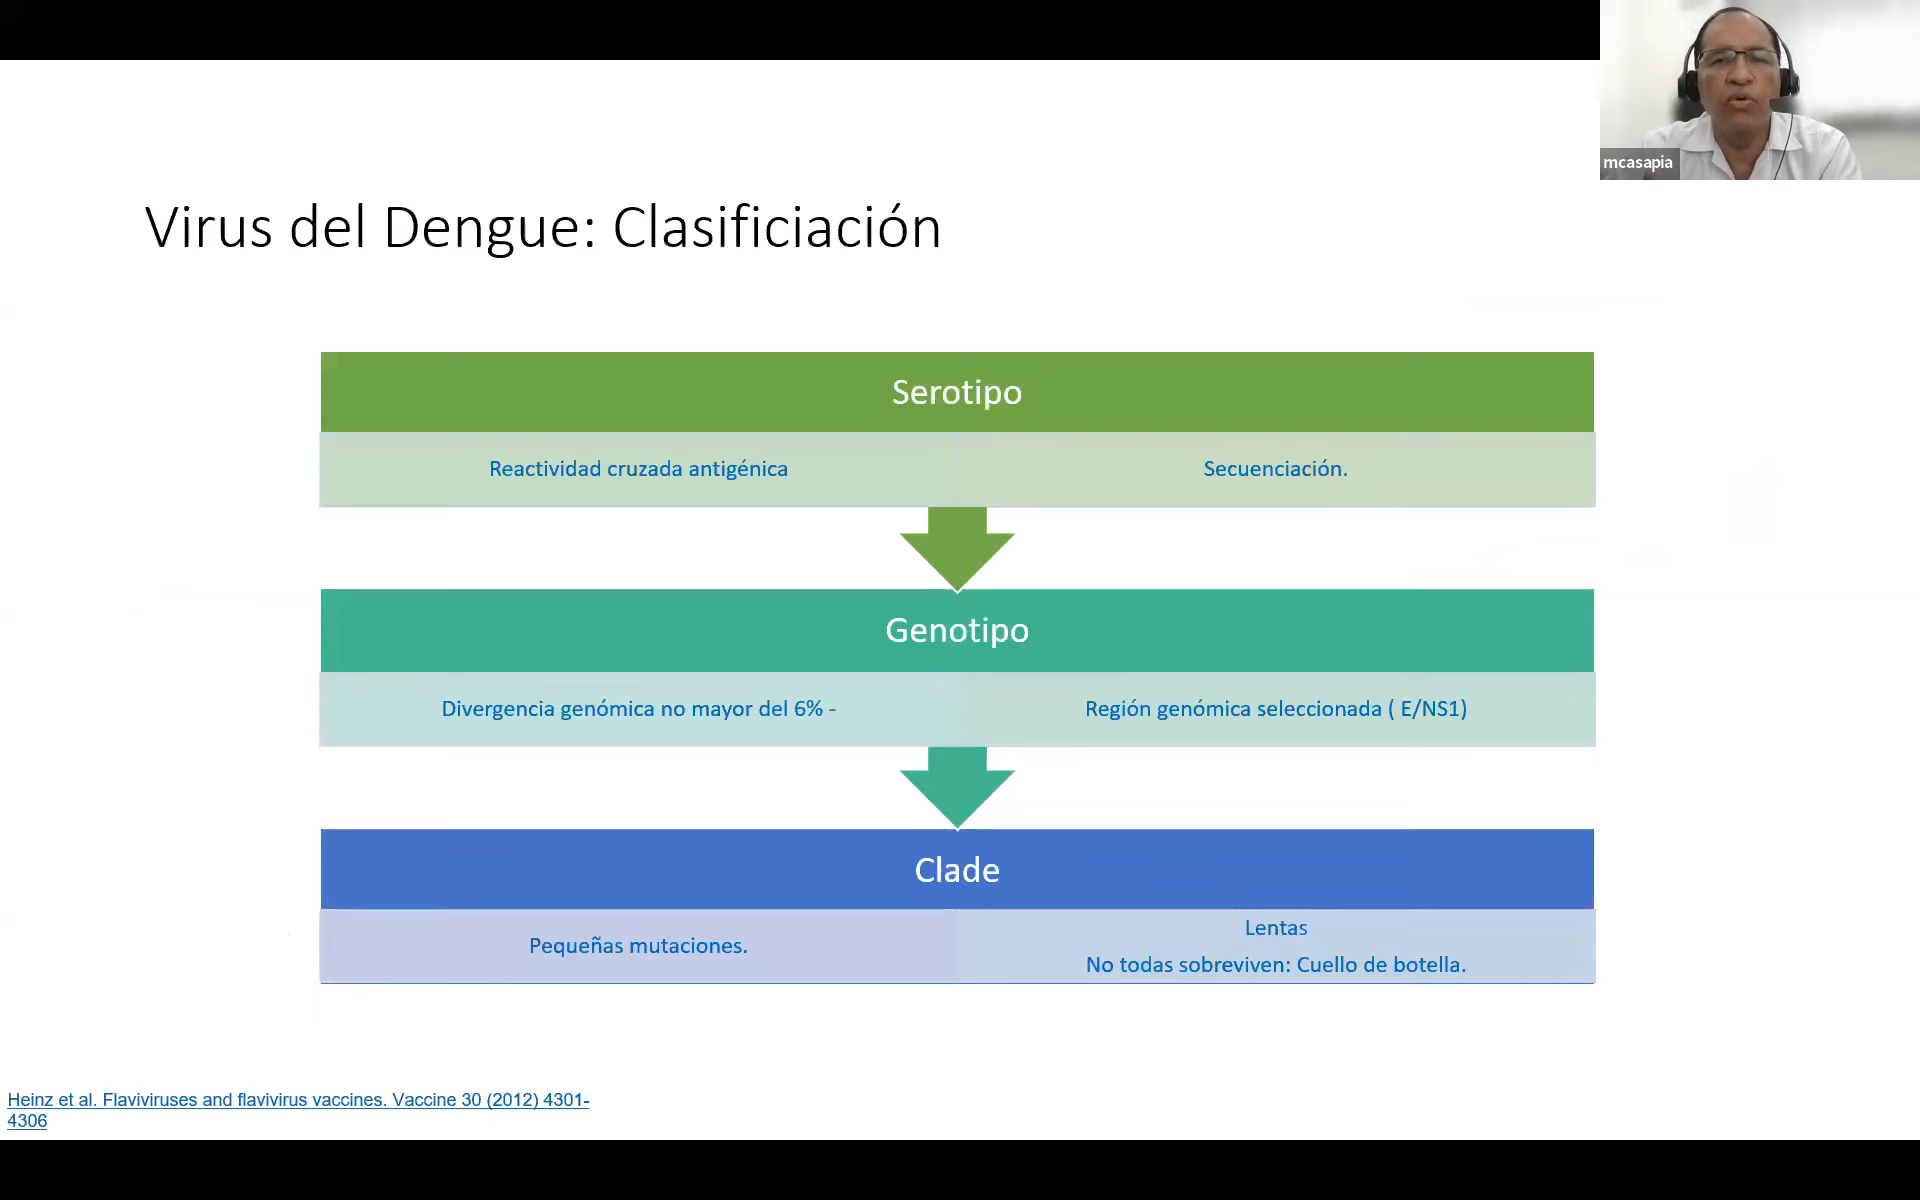 mcasapia
Virus del Dengue: Clasificiación
Serotipo
Reactividad cruzada antigénica
Secuenciación.
Genotipo
Divergencia genómica no mayor del 6% -
Región genómica seleccionada ( E/NS1)
Clade
Pequeñas mutaciones.
Lentas
No todas sobreviven: Cuello de botella.
Heinz et al. Flaviviruses and flavivirus vaccines. Vaccine 30 (2012) 4301-
4306